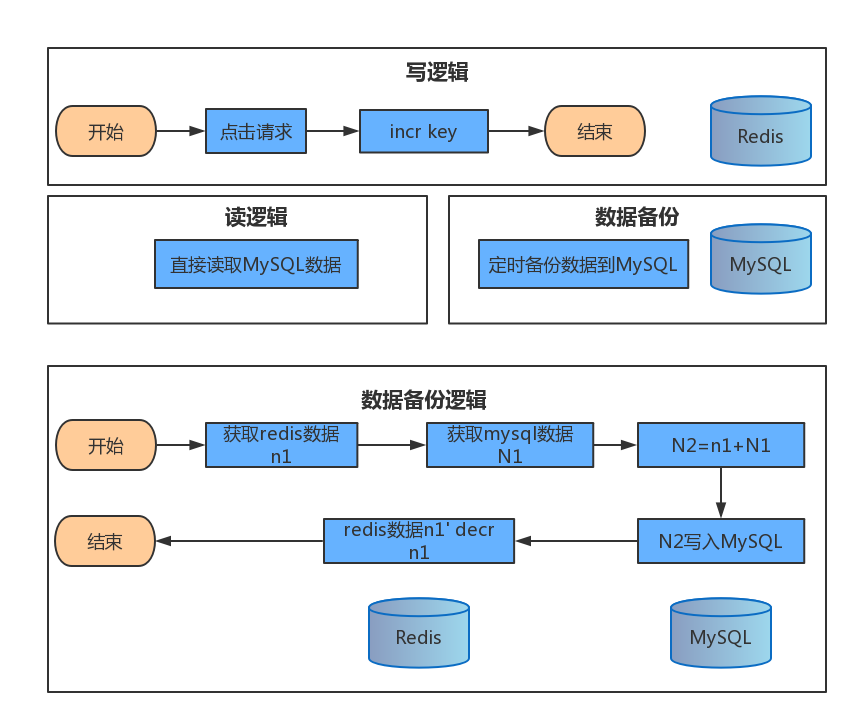 写逻辑
开始
点击请求
incr key
结束
Redis
读逻辑
直接读取MySQL数据
数据备份
定时备份数据到MySQL
MySQL
数据备份逻辑
开始
获取redis数据
n1
获取mysql数据
N1
N2=n1+N1
结束
redis数据n1' decr
n1
N2写入MySQL
Redis
MySQL